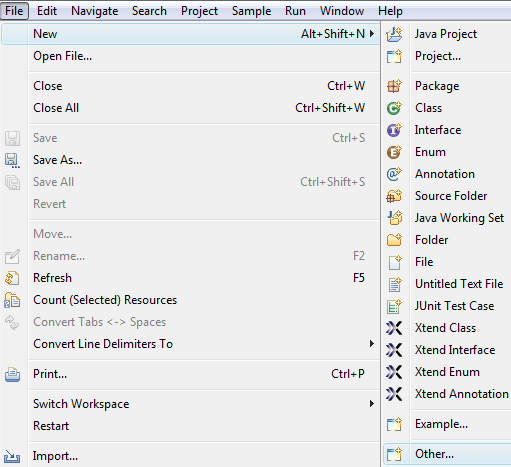 File Edit Navigate Search Project Sample Run Window Help
New Alt+Shift+N
Open File...
Close Ctrl+W
Close All Ctrl+Shift+W
Save Ctrl+S
Save As...
Save All Ctrl+Shift+S
Revert
Move...
Rename... F2
Refresh F5
Count (Selected) Resources
Convert Tabs <-> Spaces
Convert Line Delimiters To
Print... Ctrl+P
Switch Workspace
Restart
Import...
Java Project
Project...
Package
Class
Interface
Enum
Annotation
Source Folder
Java Working Set
Folder
File
Untitled Text File
JUnit Test Case
Xtend Class
Xtend Interface
Xtend Enum
Xtend Annotation
Example...
Other...